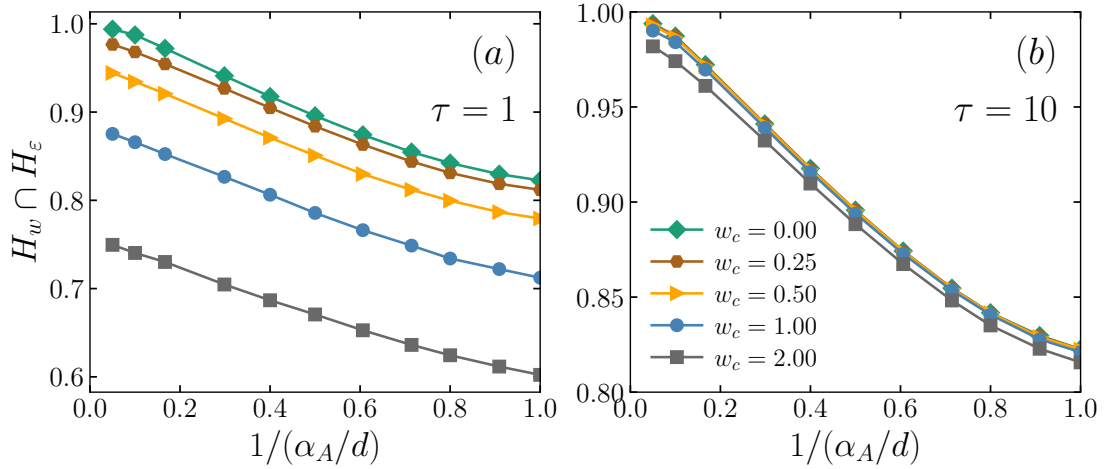 1.0
0.9
0.8
0.7
0.6
H_w ∩ H_ε
(a)
τ = 1
0.0 0.2 0.4 0.6 0.8 1.0
1/(α_A/d)
1.00
0.95
0.90
0.85
0.80
(b)
τ = 10
w_c = 0.00
w_c = 0.25
w_c = 0.50
w_c = 1.00
w_c = 2.00
0.0 0.2 0.4 0.6 0.8 1.0
1/(α_A/d)